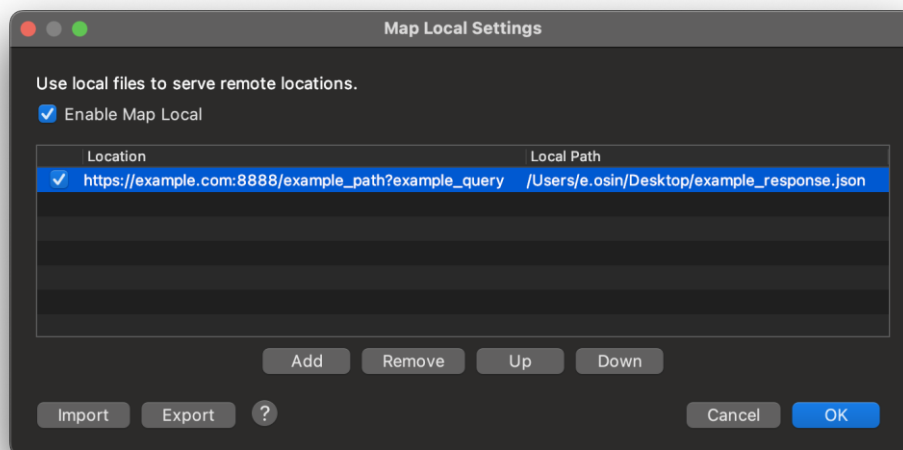 Map Local Settings
Use local files to serve remote locations.
Enable Map Local
Location Local Path
https://example.com:8888/example_path?example_query /Users/e.osin/Desktop/example_response.json
Add Remove Up Down
Import Export ? Cancel OK